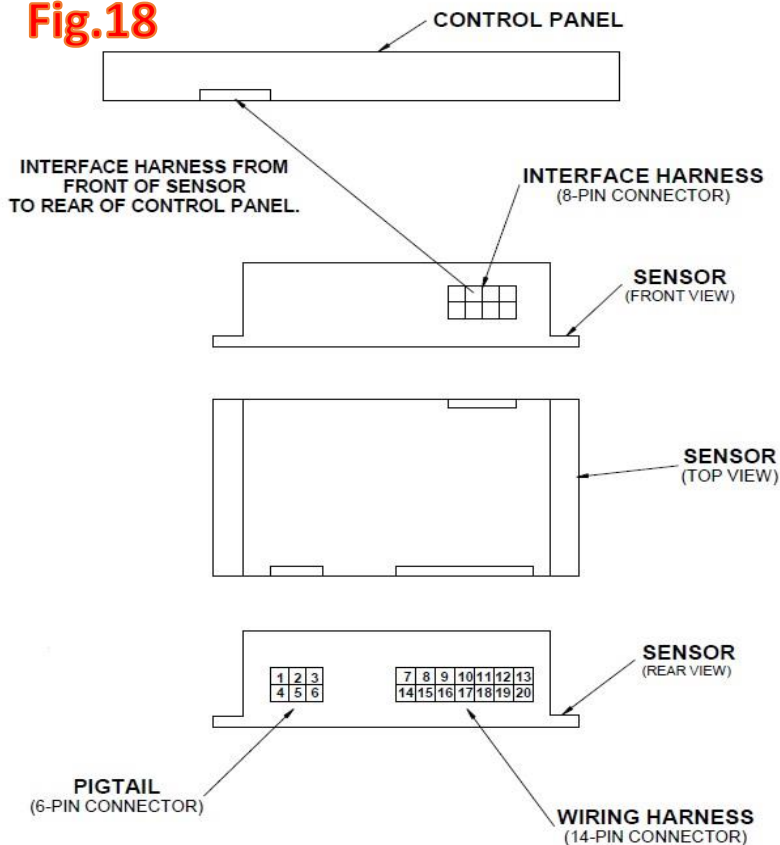 Fig.18
CONTROL PANEL
INTERFACE HARNESS FROM
FRONT OF SENSOR
TO REAR OF CONTROL PANEL.
INTERFACE HARNESS
(8-PIN CONNECTOR)
SENSOR
(FRONT VIEW)
SENSOR
(TOP VIEW)
SENSOR
(REAR VIEW)
1 2 3
4 5 6
7 8 9 10 11 12 13
14 15 16 17 18 19 20
PIGTAIL
(6-PIN CONNECTOR)
WIRING HARNESS
(14-PIN CONNECTOR)